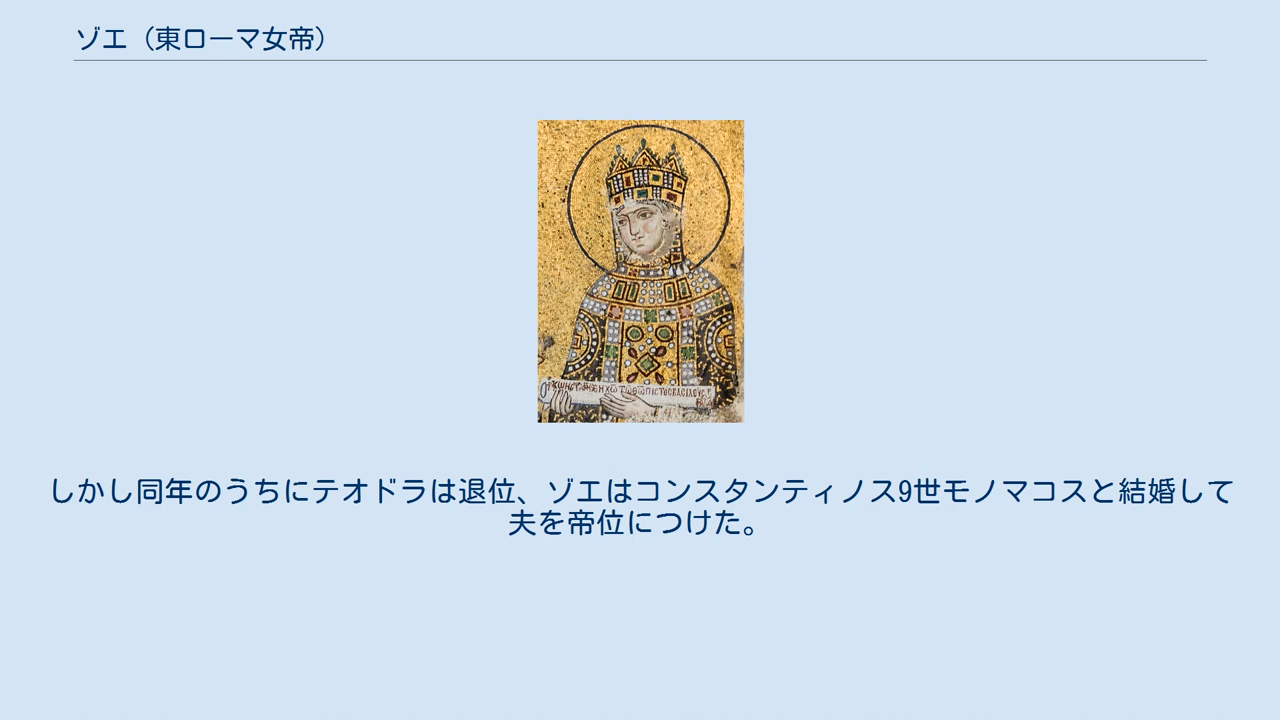 ゾエ（東ローマ女帝）
しかし同年のうちにテオドラは退位、ゾエはコンスタンティノス9世モノマコスと結婚して
夫を帝位につけた。